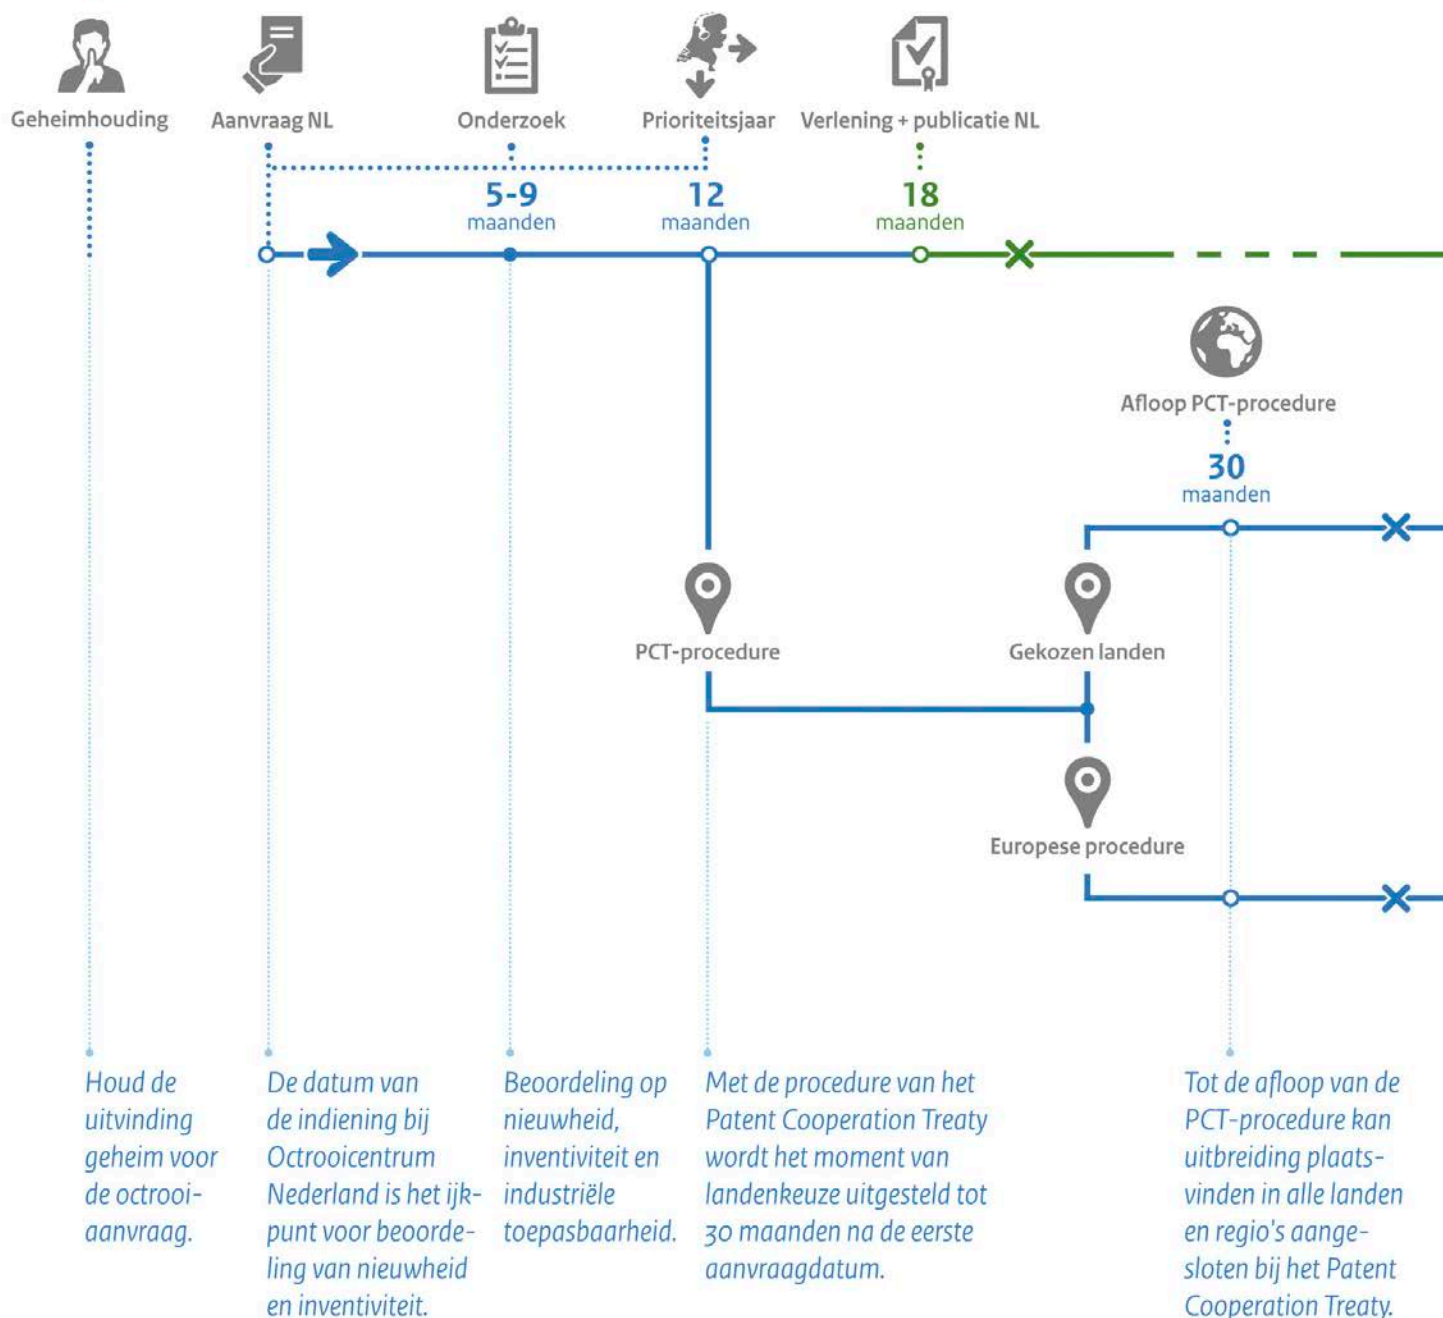 Geheimhouding
Aanvraag NL
Onderzoek
Prioriteitsjaar
Verlening + publicatie NL
5-9
maanden
12
maanden
18
maanden
Afloop PCT-procedure
30
maanden
PCT-procedure
Gekozen landen
Europese procedure
Houd de
uitvinding
geheim voor
de octrooi-
aanvraag.
De datum van
de indiening bij
Octrooicentrum
Nederland is het ijk-
punt voor beoorde-
ling van nieuwheid
en inventiviteit.
Beoordeling op
nieuwheid,
inventiviteit en
industriële
toepasbaarheid.
Met de procedure van het
Patent Cooperation Treaty
wordt het moment van
landenkeuze uitgesteld tot
30 maanden na de eerste
aanvraagdatum.
Tot de afloop van de
PCT-procedure kan
uitbreiding plaats-
vinden in alle landen
en regio's aange-
sloten bij het Patent
Cooperation Treaty.